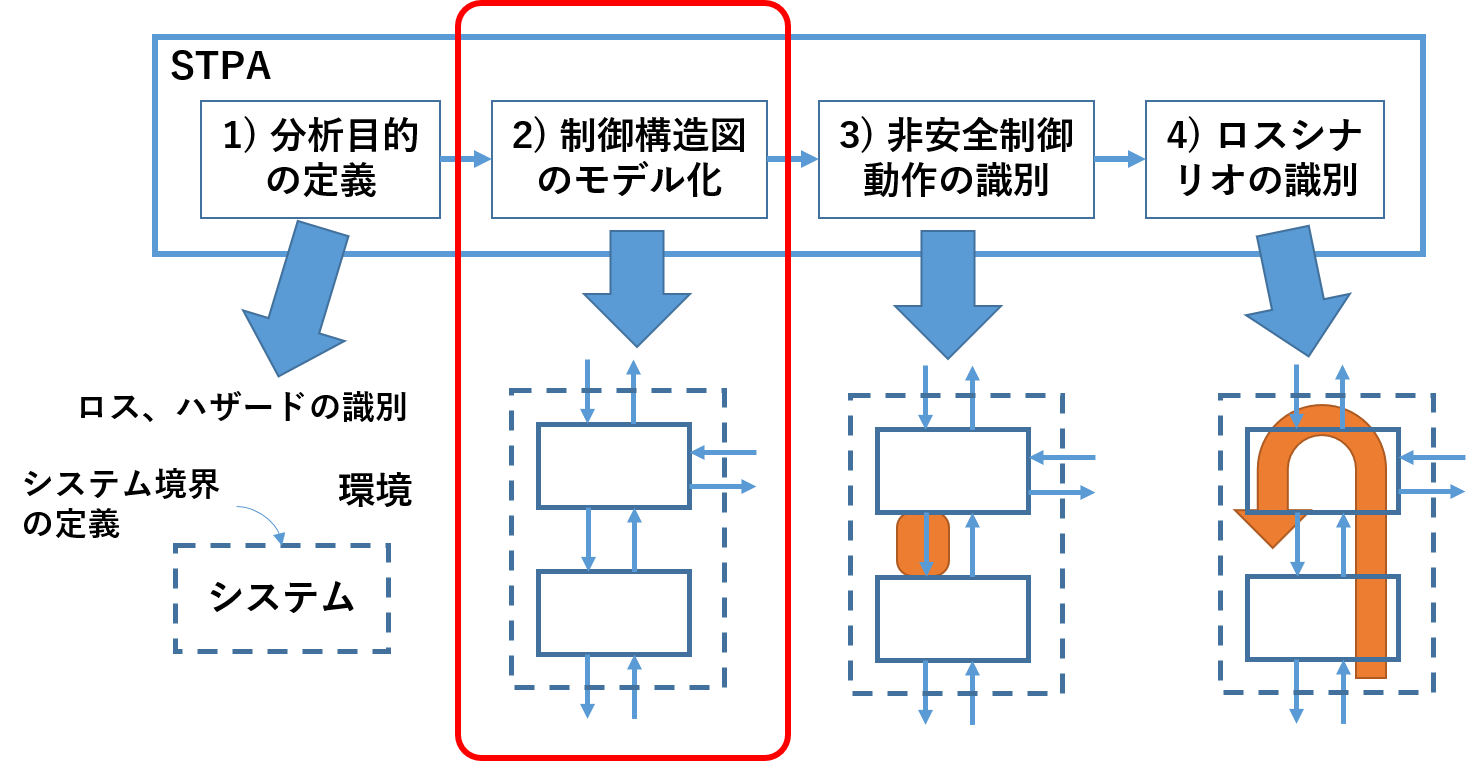 STPA
1) 分析目的
の定義
2) 制御構造図
のモデル化
3) 非安全制御
動作の識別
4) ロスシナ
リオの識別
ロス、ハザードの識別
システム境界
の定義
環境
システム